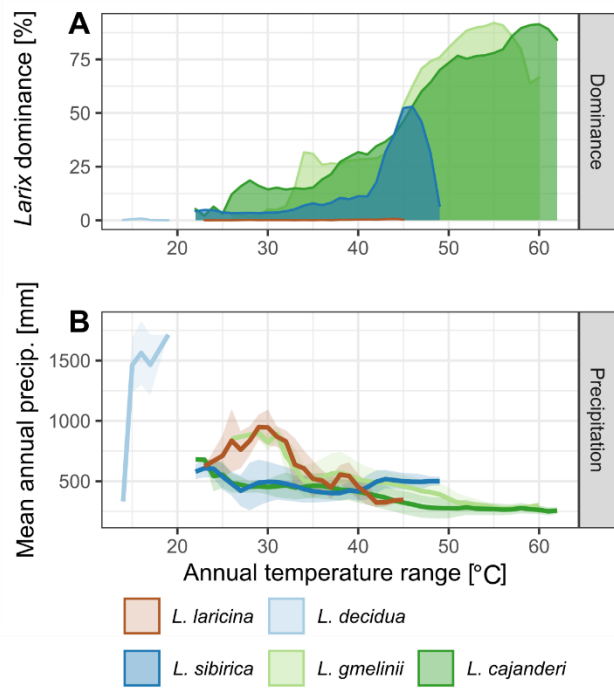 A
Larix dominance [%]
75
50
25
0
20 30 40 50 60
Dominance
B
Mean annual precip. [mm]
1500
1000
500
20 30 40 50 60
Precipitation
Annual temperature range [°C]
L. laricina L. decidua
L. sibirica L. gmelinii L. cajanderi